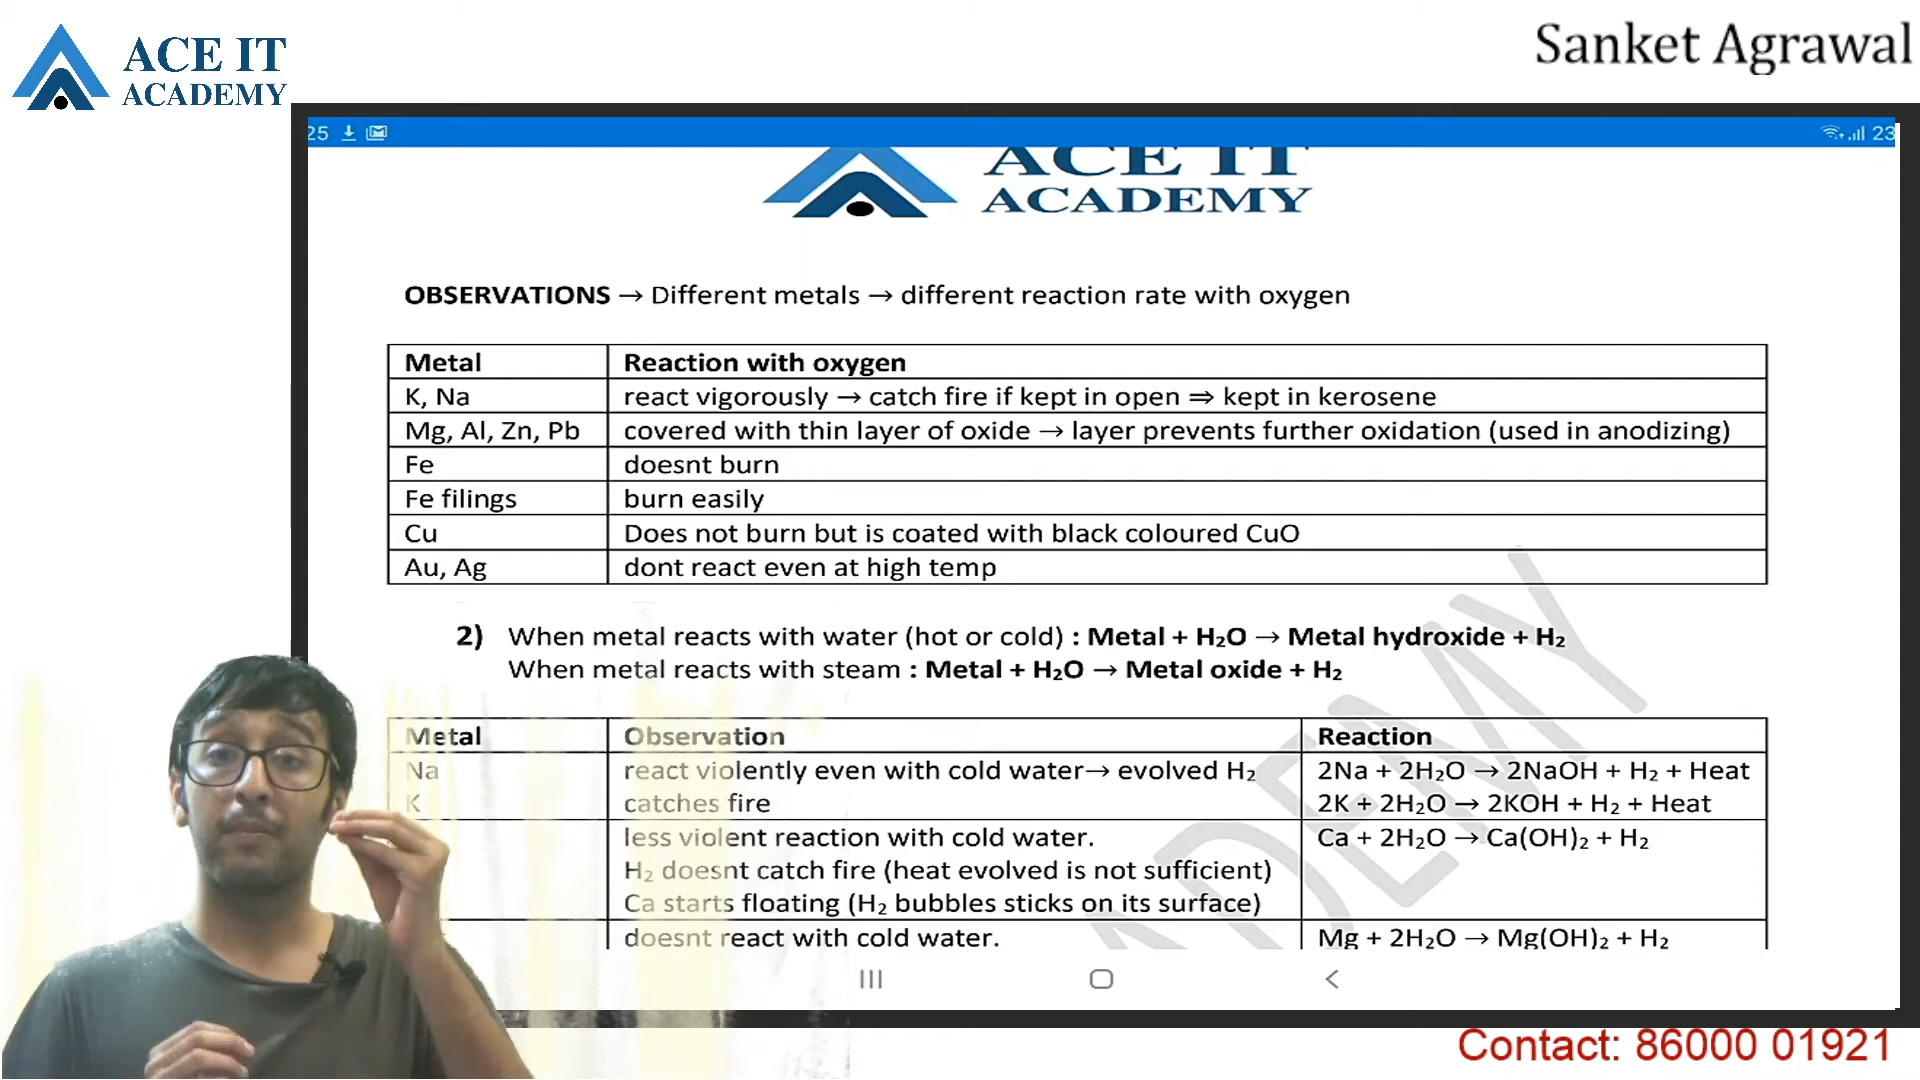 ACE IT
ACADEMY
Sanket Agrawal
25
23
ACE IT
ACADEMY
OBSERVATIONS → Different metals → different reaction rate with oxygen
Metal Reaction with oxygen
K, Na react vigorously → catch fire if kept in open ⇒ kept in kerosene
Mg, Al, Zn, Pb covered with thin layer of oxide → layer prevents further oxidation (used in anodizing)
Fe doesnt burn
Fe filings burn easily
Cu Does not burn but is coated with black coloured CuO
Au, Ag dont react even at high temp
2) When metal reacts with water (hot or cold) : Metal + H₂O → Metal hydroxide + H₂
When metal reacts with steam : Metal + H₂O → Metal oxide + H₂
Metal Observation Reaction
Na react violently even with cold water→ evolved H₂ 2Na + 2H₂O → 2NaOH + H₂ + Heat
K catches fire 2K + 2H₂O → 2KOH + H₂ + Heat
less violent reaction with cold water. Ca + 2H₂O → Ca(OH)₂ + H₂
H₂ doesnt catch fire (heat evolved is not sufficient)
Ca starts floating (H₂ bubbles sticks on its surface)
doesnt react with cold water. Mg + 2H₂O → Mg(OH)₂ + H₂
ADEMY
Contact: 86000 01921